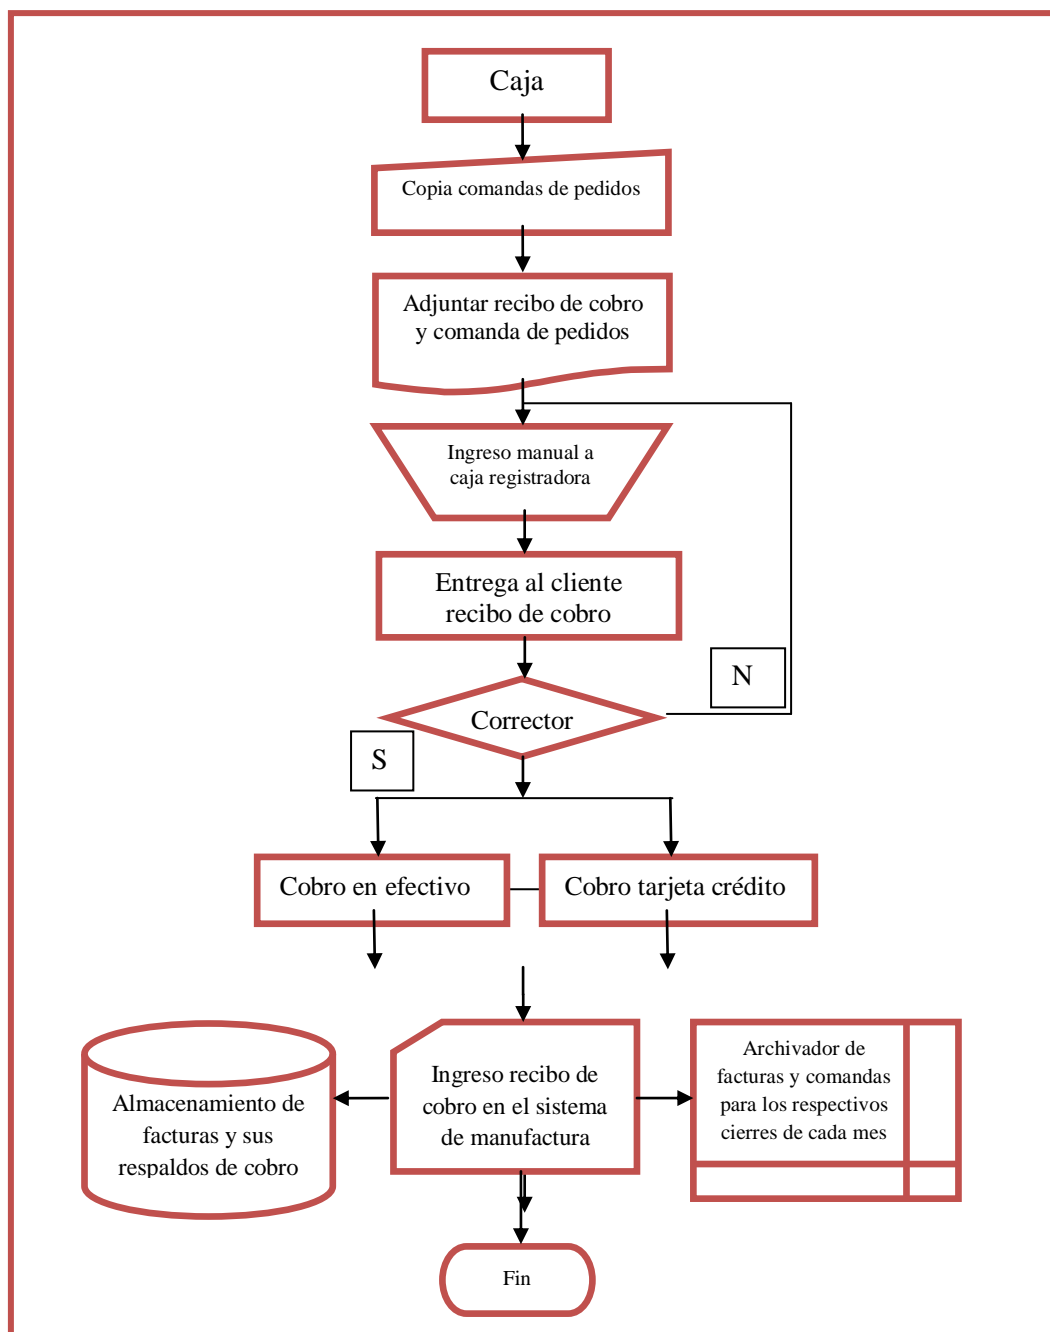 Caja
Copia comandas de pedidos
Adjuntar recibo de cobro
y comanda de pedidos
Ingreso manual a
caja registradora
Entrega al cliente
recibo de cobro
N
Corrector
S
Cobro en efectivo
Cobro tarjeta crédito
Almacenamiento de
facturas y sus
respaldos de cobro
Ingreso recibo de
cobro en el sistema
de manufactura
Archivador de
facturas y comandas
para los respectivos
cierres de cada mes
Fin